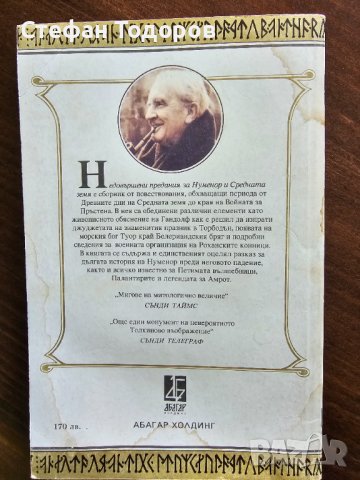 Стефан Тодоров
Недовършени предания за Нуменор и Средната
земя е сборник от повествования, обхващащи периода от
Древните дни на Средната земя до края на Войната за
Пръстена. В нея са обединени различни елементи като
живописното обяснение на Гандалф как е решил да изпрати
джуджетата на знаменития празник в Торбодън, появата на
морския бог Туор край Белериандския бряг и подробни
сведения за военната организация на Роханските конници.
В книгата се съдържа и единственият оцелял разказ за
дългата история на Нуменор преди неговото падение,
както и всичко известно за Петимата вълшебници,
Палантирите и легендата за Амрот.
„Мигове на митологично величие“
СЪНДИ ТАЙМС
„Още един монумент на невероятното
Толкиново въображение“
СЪНДИ ТЕЛЕГРАФ
АБАГАР
ХОЛДИНГ
170 лв.
АБАГАР ХОЛДИНГ
bazar